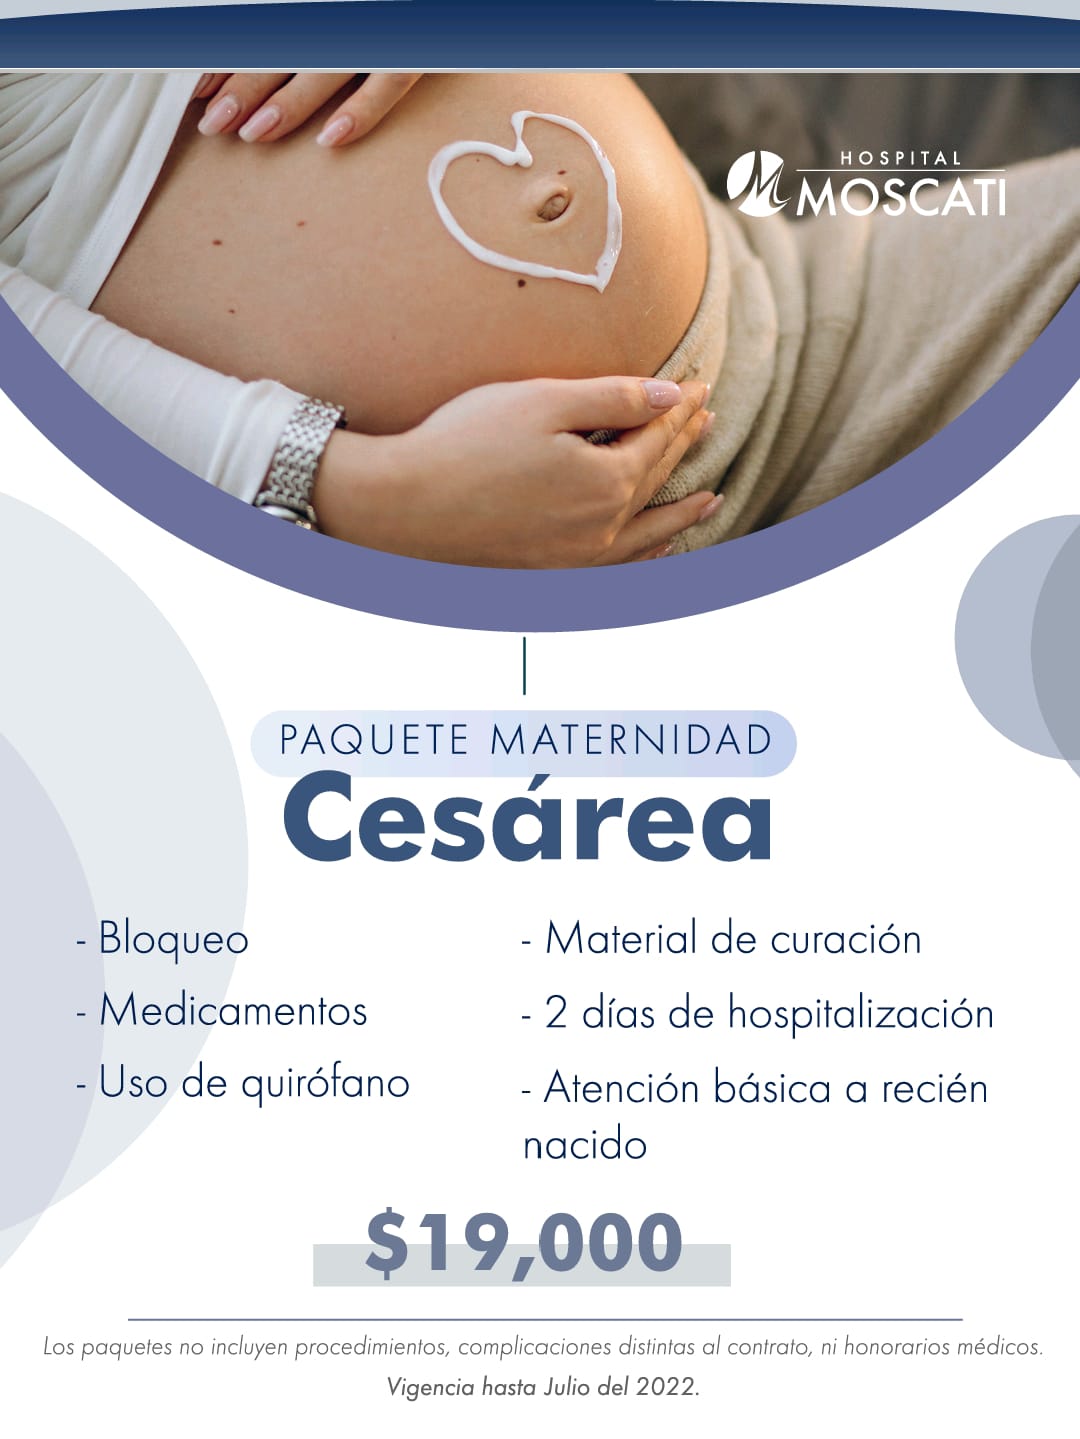 HOSPITAL
MOSCATI
PAQUETE MATERNIDAD
Cesárea
- Bloqueo
- Medicamentos
- Uso de quirófano
- Material de curación
- 2 días de hospitalización
- Atención básica a recién
nacido
$19,000
Los paquetes no incluyen procedimientos, complicaciones distintas al contrato, ni honorarios médicos.
Vigencia hasta Julio del 2022.